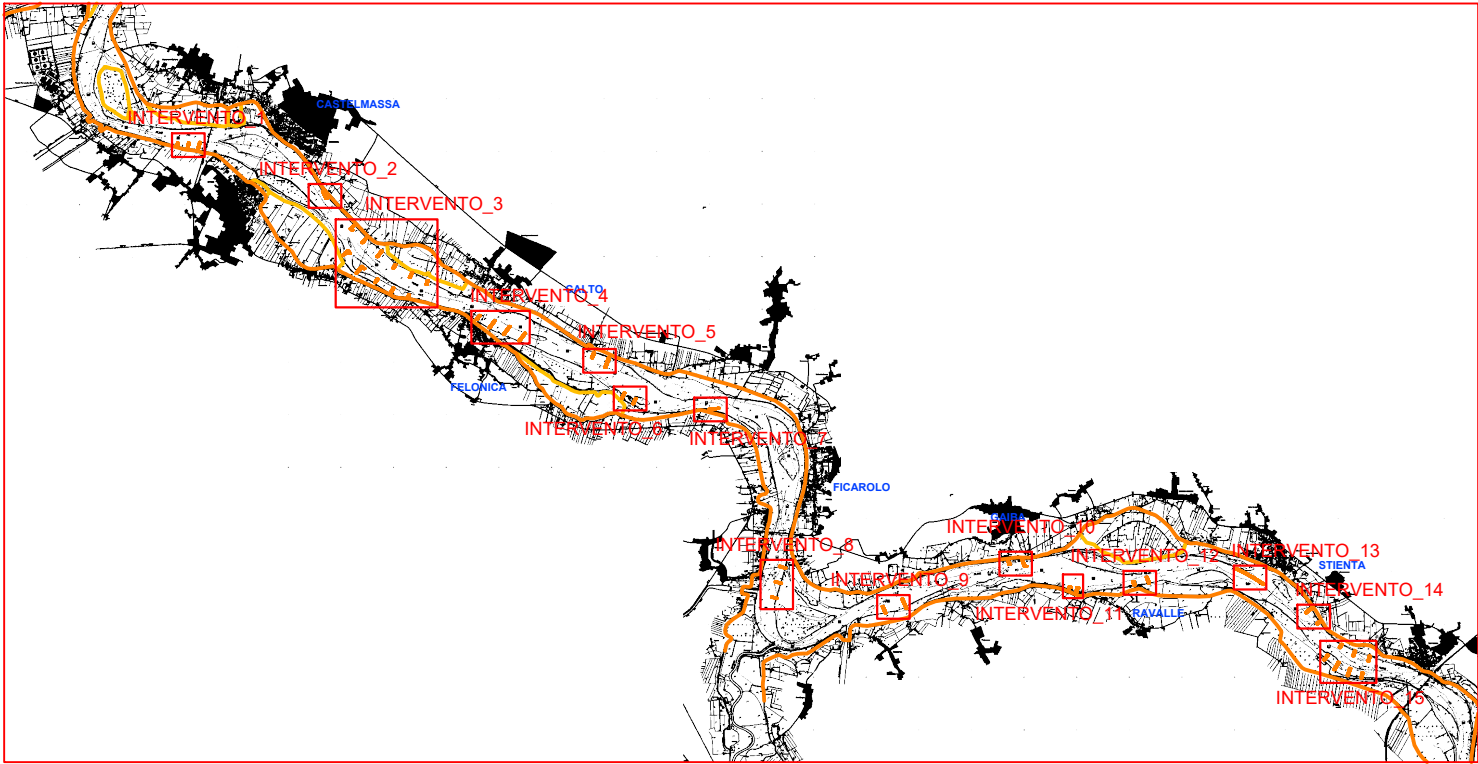 CASTELMASSA
INTERVENTO_1
INTERVENTO_2
INTERVENTO_3
CALTO
INTERVENTO_4
INTERVENTO_5
FELONICA
INTERVENTO_6
INTERVENTO_7
FICAROLO
GAIBA
INTERVENTO_10
INTERVENTO_8
INTERVENTO_12
INTERVENTO_13
STIENTA
INTERVENTO_9
INTERVENTO_14
INTERVENTO_11
RAVALLE
INTERVENTO_15